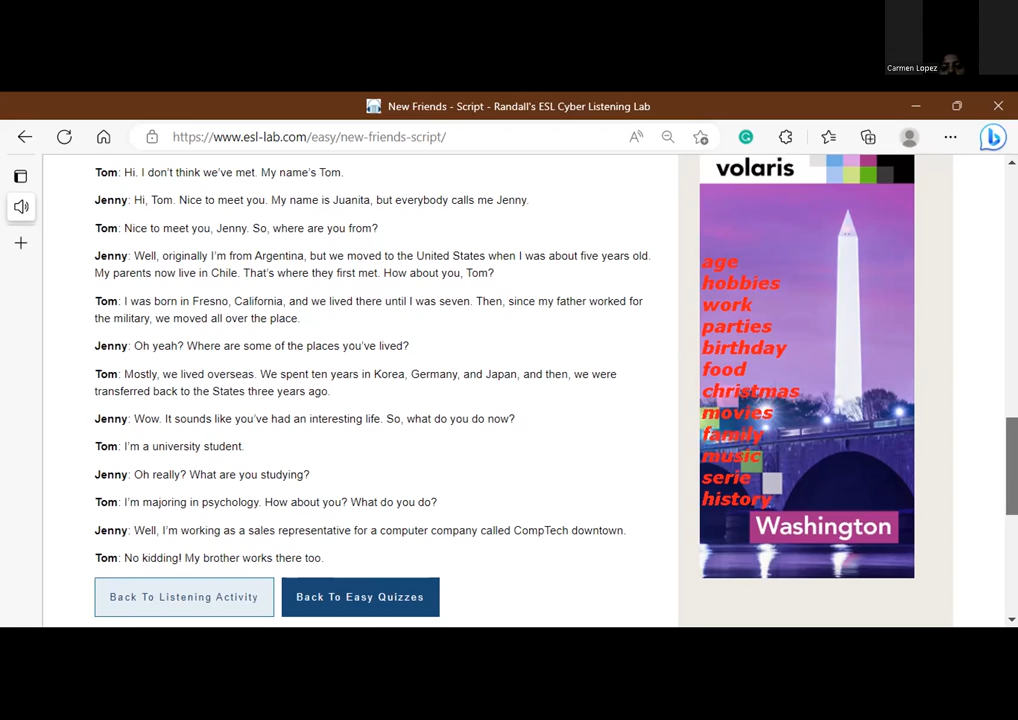 Carmen Lopez
New Friends - Script - Randall's ESL Cyber Listening Lab
https://www.esl-lab.com/easy/new-friends-script/
Tom: Hi. I don't think we've met. My name's Tom.
Jenny: Hi, Tom. Nice to meet you. My name is Juanita, but everybody calls me Jenny.
Tom: Nice to meet you, Jenny. So, where are you from?
Jenny: Well, originally I'm from Argentina, but we moved to the United States when I was about five years old.
My parents now live in Chile. That's where they first met. How about you, Tom?
Tom: I was born in Fresno, California, and we lived there until I was seven. Then, since my father worked for
the military, we moved all over the place.
Jenny: Oh yeah? Where are some of the places you've lived?
Tom: Mostly, we lived overseas. We spent ten years in Korea, Germany, and Japan, and then, we were
transferred back to the States three years ago.
Jenny: Wow. It sounds like you've had an interesting life. So, what do you do now?
Tom: I'm a university student.
Jenny: Oh really? What are you studying?
Tom: I'm majoring in psychology. How about you? What do you do?
Jenny: Well, I'm working as a sales representative for a computer company called CompTech downtown.
Tom: No kidding! My brother works there too.
Back To Listening Activity
Back To Easy Quizzes
volaris
age
hobbies
work
parties
birthday
food
christmas
movies
family
music
serie
history
Washington